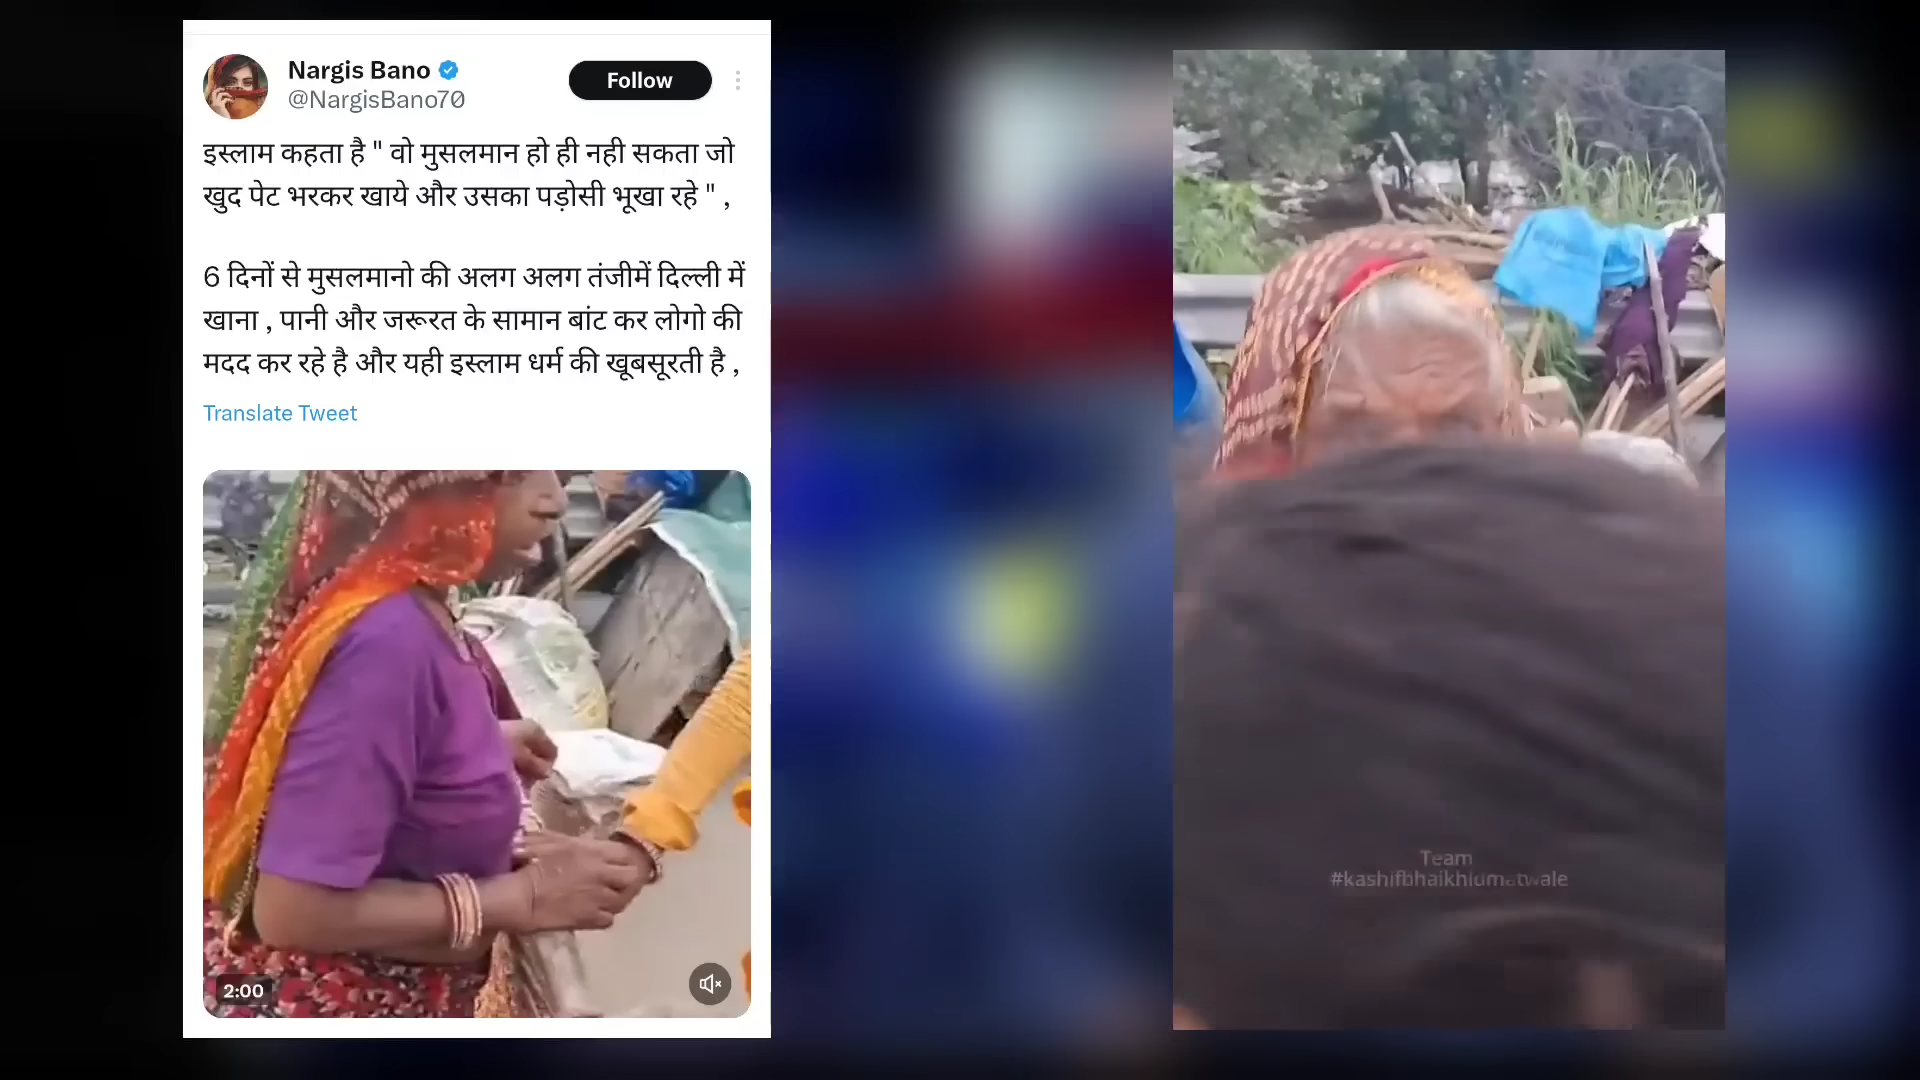 Nargis Bano
@NargisBano70
Follow
इस्लाम कहता है " वो मुसलमान हो ही नही सकता जो
खुद पेट भरकर खाये और उसका पड़ोसी भूखा रहे " ,
6 दिनों से मुसलमानो की अलग अलग तंजीमें दिल्ली में
खाना , पानी और जरूरत के सामान बांट कर लोगो की
मदद कर रहे है और यही इस्लाम धर्म की खूबसूरती है ,
Translate Tweet
2:00
Team
#kashifbhaikhidmatwale